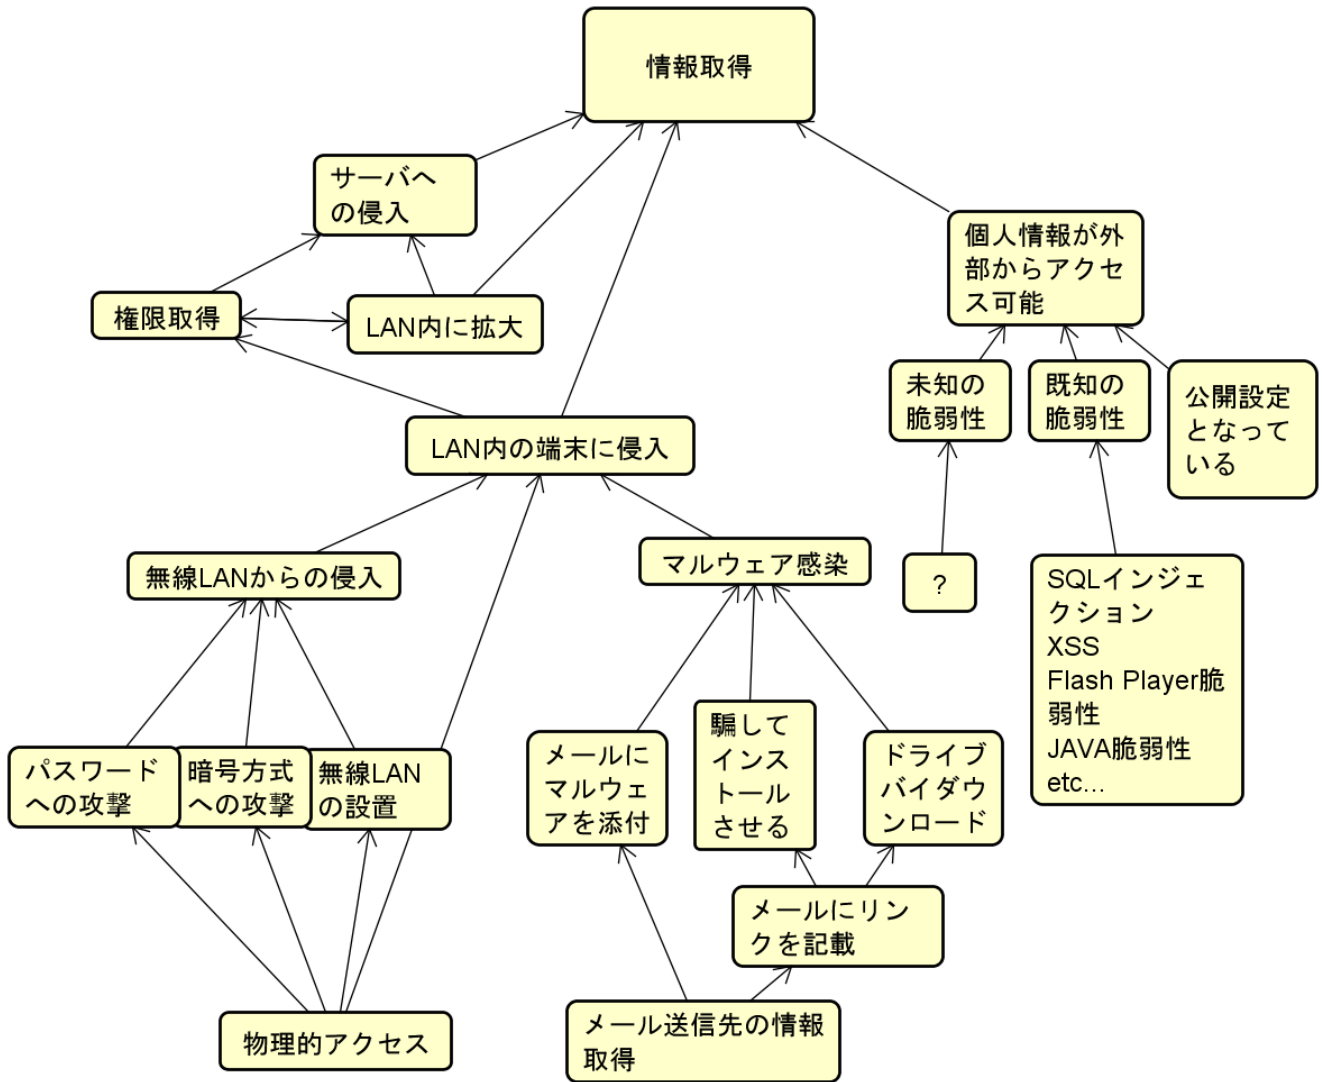 情報取得
サーバへ
の侵入
個人情報が外
部からアクセ
ス可能
権限取得
LAN内に拡大
未知の
脆弱性
既知の
脆弱性
公開設定
となって
いる
LAN内の端末に侵入
無線LANからの侵入
マルウェア感染
?
SQLインジェ
クション
XSS
Flash Player脆
弱性
JAVA脆弱性
etc...
パスワード
への攻撃
暗号方式
への攻撃
無線LAN
の設置
メールに
マルウェ
アを添付
騙して
インス
トール
させる
ドライブ
バイダウ
ンロード
メールにリン
クを記載
物理的アクセス
メール送信先の情報
取得